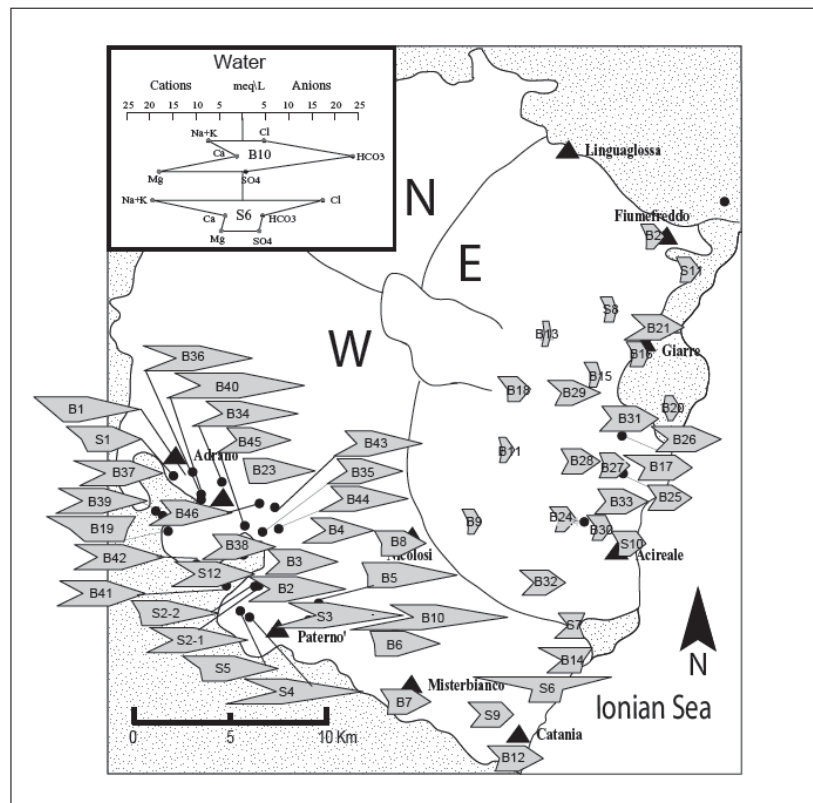 Water
Cations meq\L Anions
25 20 15 10 5 5 10 15 20 25
Na+K Cl
Ca B10 HCO3
Mg SO4
Na+K Cl
Ca S6 HCO3
Mg SO4
Linguaglossa
N
Fiumefreddo
B2
E
S11
S8
B21
B13
W
Giarre
B16
B36
B15
B40
B18
B29
B1
B34
B20
B31
S1
B45
B43
B26
Adrano
B11
B37
B23
B35
B28
B27
B17
B39
B44
B25
B46
B33
B19
B4
B9
B24
B30
B38
B8
Nicolosi
S10
B42
B3
Acireale
S12
B5
B32
B41
B2
S2-2
S3
B10
S7
S2-1
Paterno'
B6
B14
S5
S4
Misterbianco
S6
N
B7
S9
Ionian Sea
0 5 10 Km
Catania
B12